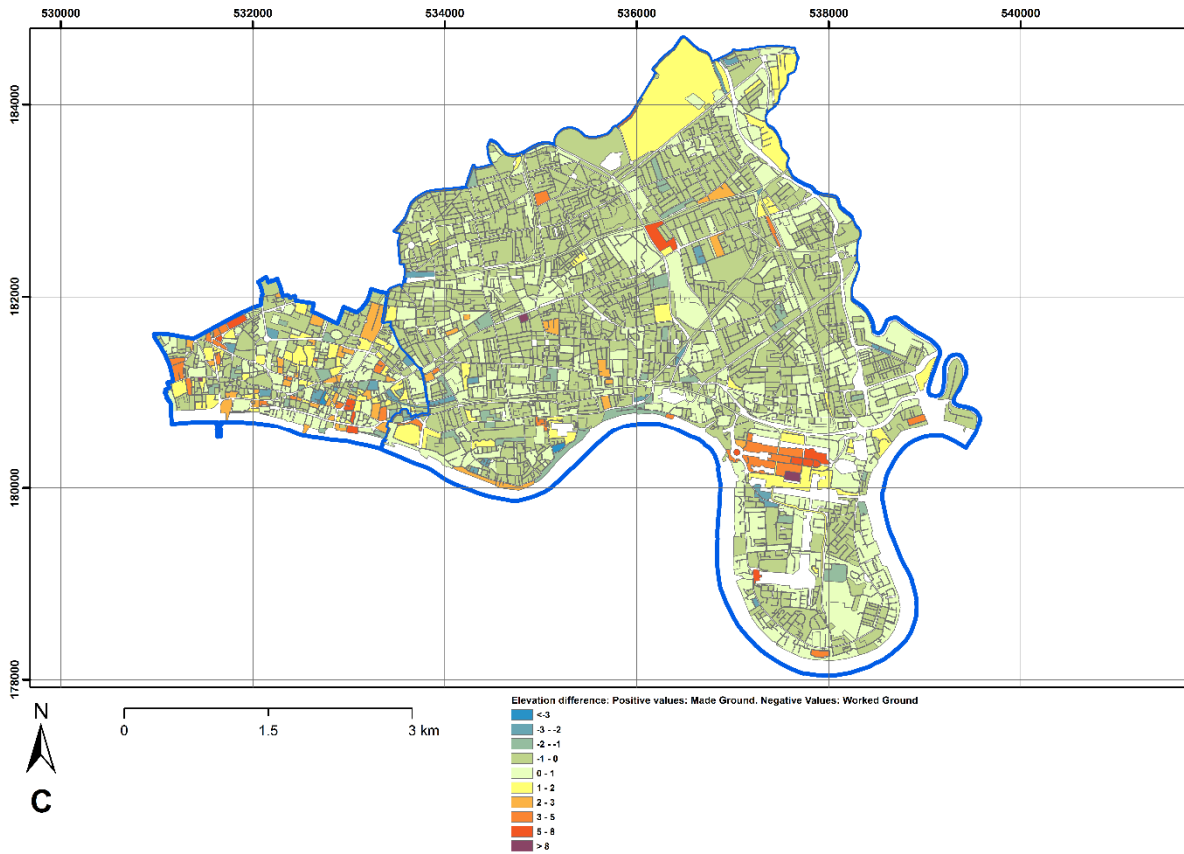 530000 532000 534000 536000 538000 540000
184000
182000
180000
178000
N
0 1.5 3 km
C
Elevation difference: Positive values: Made Ground. Negative Values: Worked Ground
<-3
-3 - -2
-2 - -1
-1 - 0
0 - 1
1 - 2
2 - 3
3 - 5
5 - 8
> 8